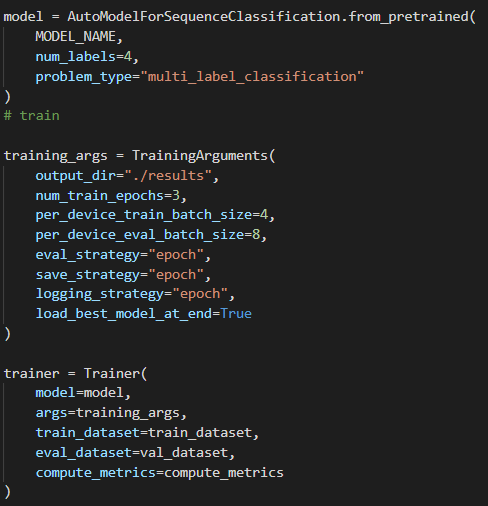 model = AutoModelForSequenceClassification.from_pretrained(
    MODEL_NAME,
    num_labels=4,
    problem_type="multi_label_classification"
)
# train

training_args = TrainingArguments(
    output_dir="./results",
    num_train_epochs=3,
    per_device_train_batch_size=4,
    per_device_eval_batch_size=8,
    eval_strategy="epoch",
    save_strategy="epoch",
    logging_strategy="epoch",
    load_best_model_at_end=True
)

trainer = Trainer(
    model=model,
    args=training_args,
    train_dataset=train_dataset,
    eval_dataset=val_dataset,
    compute_metrics=compute_metrics
)